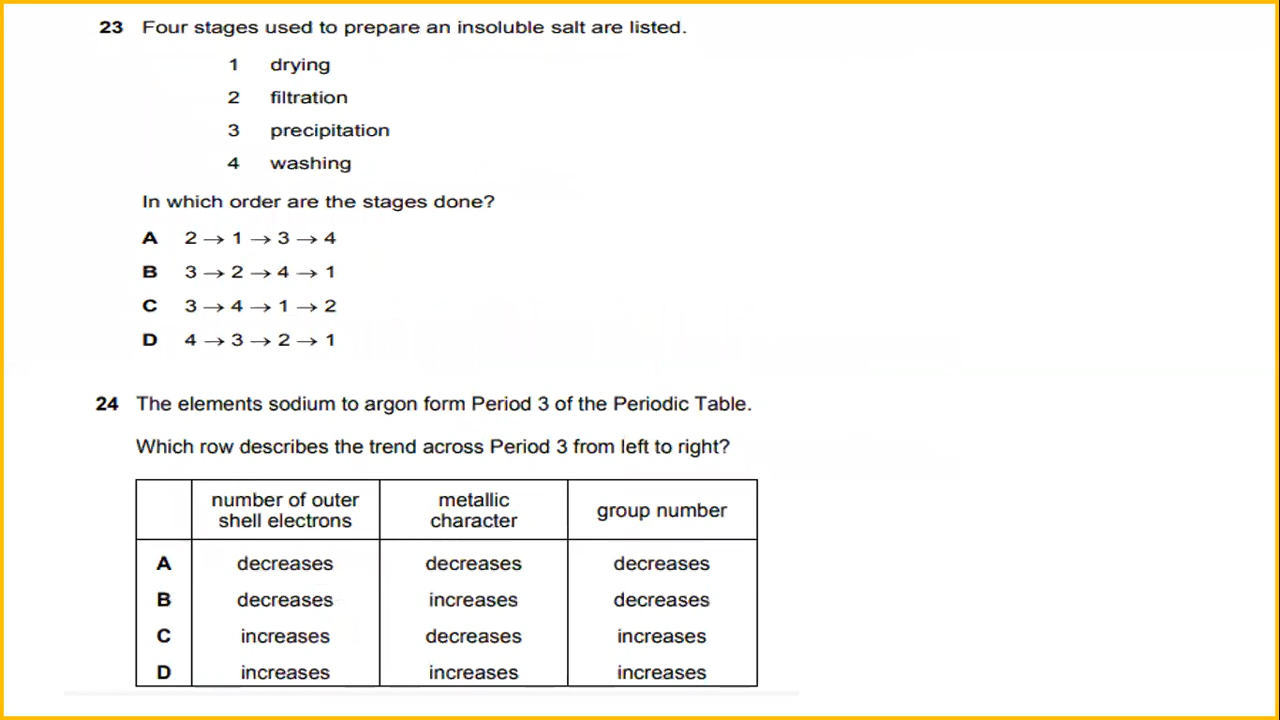 23 Four stages used to prepare an insoluble salt are listed.
1 drying
2 filtration
3 precipitation
4 washing
In which order are the stages done?
A 2 → 1 → 3 → 4
B 3 → 2 → 4 → 1
C 3 → 4 → 1 → 2
D 4 → 3 → 2 → 1
24 The elements sodium to argon form Period 3 of the Periodic Table.
Which row describes the trend across Period 3 from left to right?
number of outer shell electrons metallic character group number
A decreases decreases decreases
B decreases increases decreases
C increases decreases increases
D increases increases increases